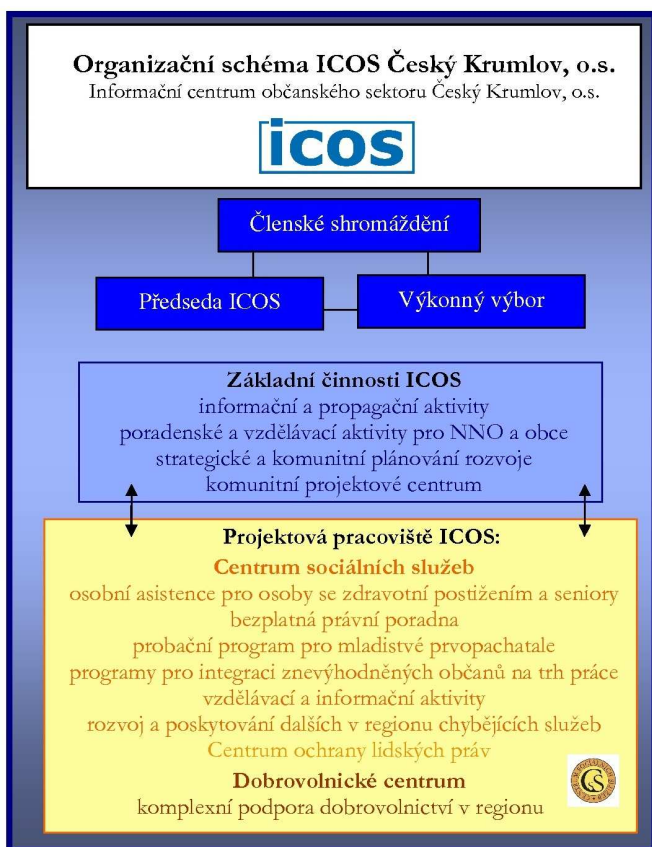 Organizační schéma ICOS Český Krumlov, o.s.
Informační centrum občanského sektoru Český Krumlov, o.s.
icos
Členské shromáždění
Předseda ICOS
Výkonný výbor
Základní činnosti ICOS
informační a propagační aktivity
poradenské a vzdělávací aktivity pro NNO a obce
strategické a komunitní plánování rozvoje
komunitní projektové centrum
Projektová pracoviště ICOS:
Centrum sociálních služeb
osobní asistence pro osoby se zdravotní postižením a seniory
bezplatná právní poradna
probační program pro mladistvé prvopachatale
programy pro integraci znevýhodněných občanů na trh práce
vzdělávací a informační aktivity
rozvoj a poskytování dalších v regionu chybějících služeb
Centrum ochrany lidských práv
Dobrovolnické centrum
komplexní podpora dobrovolnictví v regionu